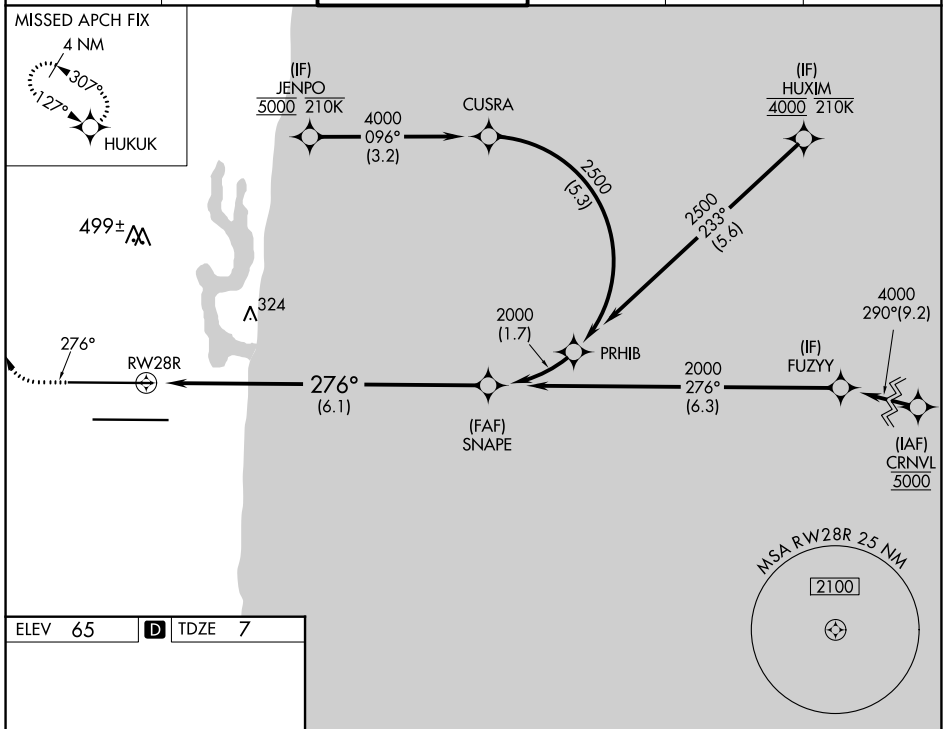 MISSED APCH FIX
4 NM
307°
127°
HUKUK
(IF)
JENPO
5000 210K
4000
096°
(3.2)
CUSRA
2500
(5.3)
(IF)
HUXIM
4000 210K
2500
233°
(5.6)
499±
324
4000
290°(9.2)
2000
(1.7)
PRHIB
(IF)
FUZYY
276°
RW28R
276°
(6.1)
2000
276°
(6.3)
(FAF)
SNAPE
(IAF)
CRNVL
5000
MSA RW28R 25 NM
2100
ELEV 65 D TDZE 7